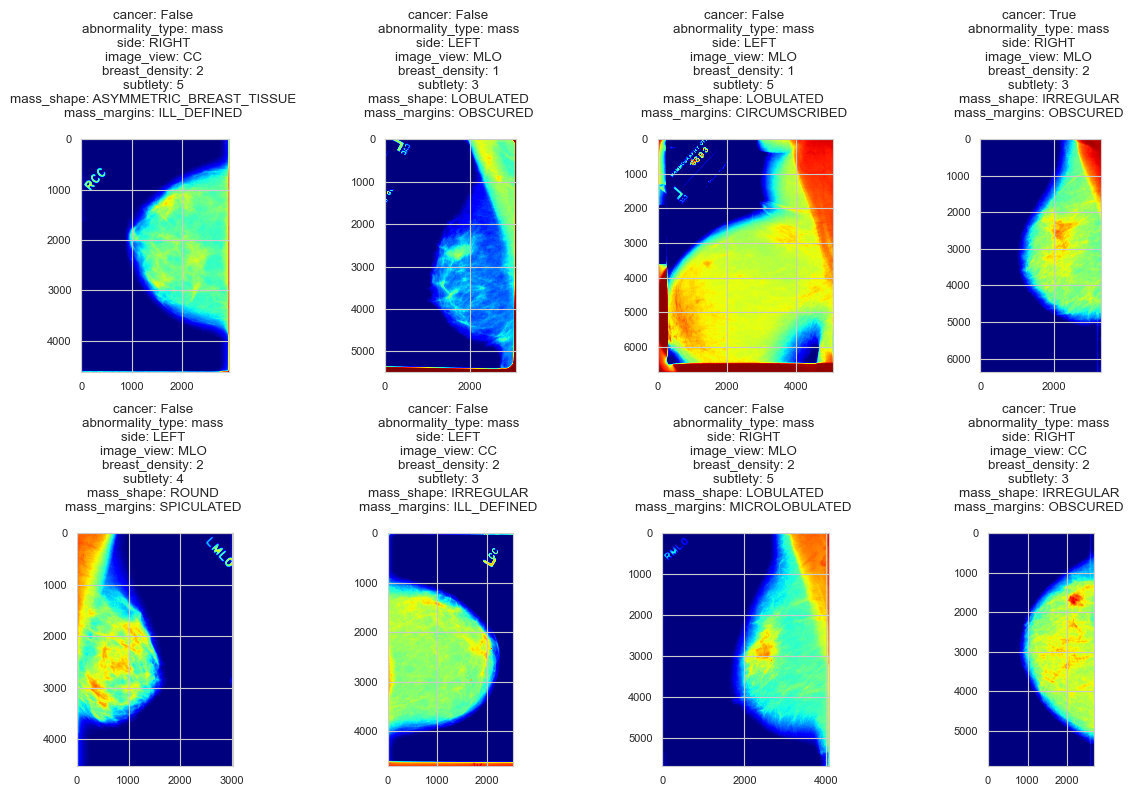 cancer: False
abnormality_type: mass
side: RIGHT
image_view: CC
breast_density: 2
subtlety: 5
mass_shape: ASYMMETRIC_BREAST_TISSUE
mass_margins: ILL_DEFINED
0
1000
2000
3000
4000
0
2000
RCC
cancer: False
abnormality_type: mass
side: LEFT
image_view: MLO
breast_density: 1
subtlety: 3
mass_shape: LOBULATED
mass_margins: OBSCURED
0
1000
2000
3000
4000
5000
0
2000
cancer: False
abnormality_type: mass
side: LEFT
image_view: MLO
breast_density: 1
subtlety: 5
mass_shape: LOBULATED
mass_margins: CIRCUMSCRIBED
0
1000
2000
3000
4000
5000
6000
0
2000
4000
cancer: True
abnormality_type: mass
side: RIGHT
image_view: MLO
breast_density: 2
subtlety: 3
mass_shape: IRREGULAR
mass_margins: OBSCURED
0
1000
2000
3000
4000
5000
6000
0
2000
cancer: False
abnormality_type: mass
side: LEFT
image_view: MLO
breast_density: 2
subtlety: 4
mass_shape: ROUND
mass_margins: SPICULATED
0
1000
2000
3000
4000
0
1000
2000
3000
L MLO
cancer: False
abnormality_type: mass
side: LEFT
image_view: CC
breast_density: 2
subtlety: 3
mass_shape: IRREGULAR
mass_margins: ILL_DEFINED
0
1000
2000
3000
4000
0
1000
2000
LCC
cancer: False
abnormality_type: mass
side: RIGHT
image_view: MLO
breast_density: 2
subtlety: 5
mass_shape: LOBULATED
mass_margins: MICROLOBULATED
0
1000
2000
3000
4000
5000
0
2000
4000
RMLO
cancer: True
abnormality_type: mass
side: RIGHT
image_view: CC
breast_density: 2
subtlety: 3
mass_shape: IRREGULAR
mass_margins: OBSCURED
0
1000
2000
3000
4000
5000
0
1000
2000